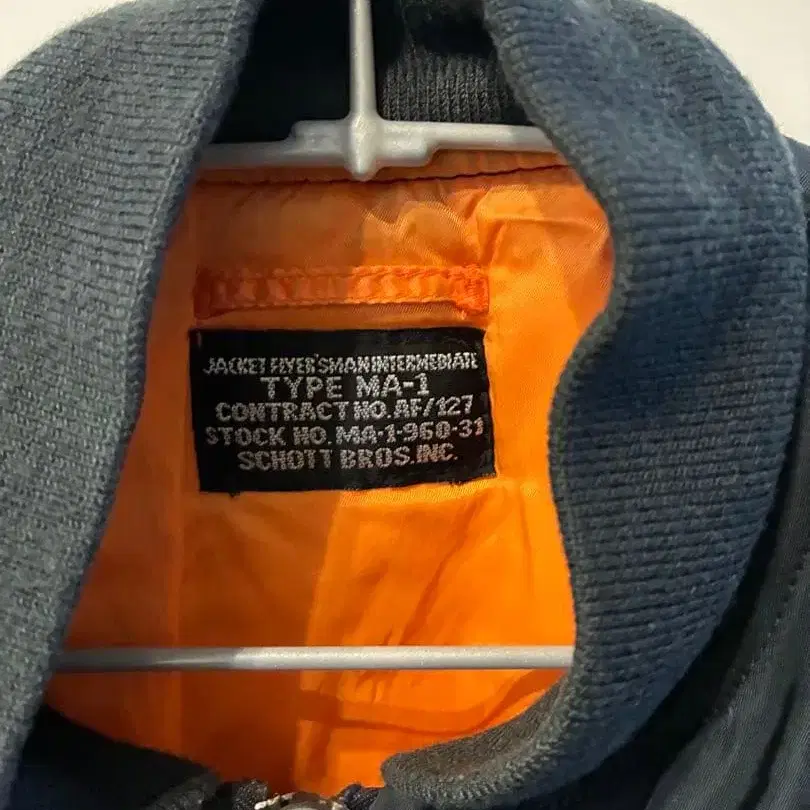 JACKET FLYER'S MAN INTERMEDIATE
TYPE MA-1
CONTRACT NO. AF/127
STOCK NO. MA-1-960-31
SCHOTT BROS. INC.